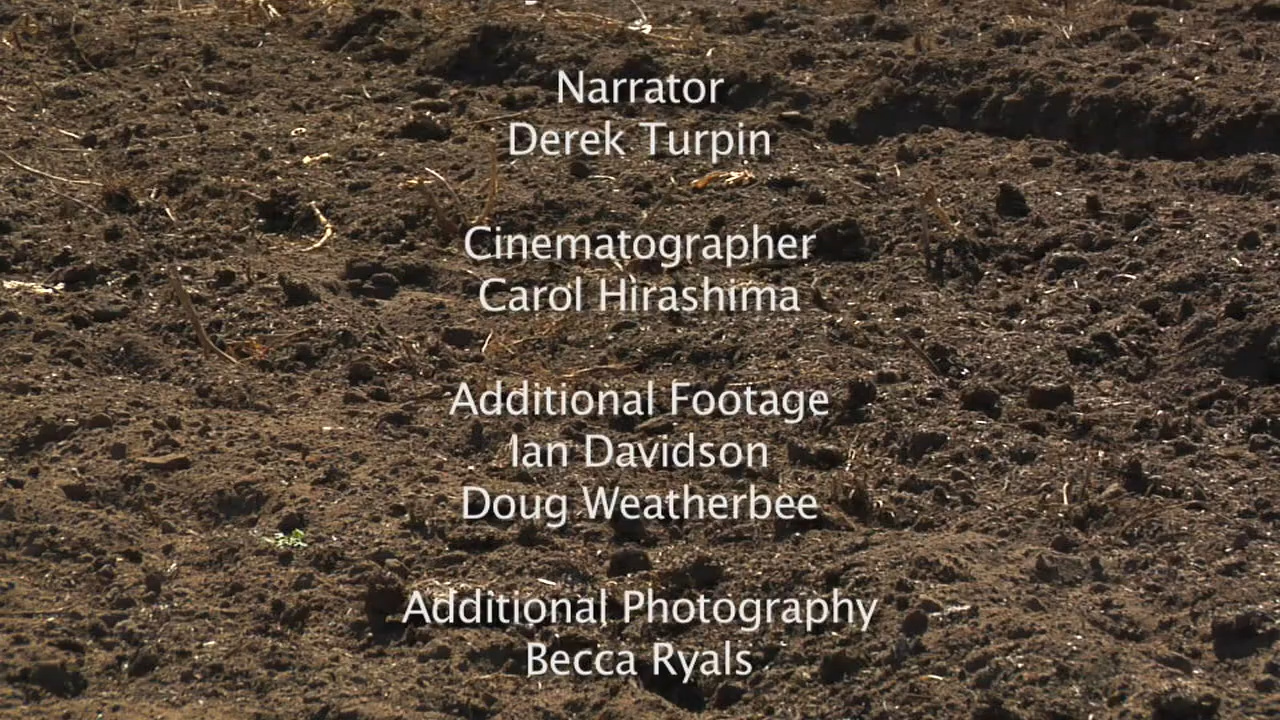 Narrator
Derek Turpin
Cinematographer
Carol Hirashima
Additional Footage
Ian Davidson
Doug Weatherbee
Additional Photography
Becca Ryals